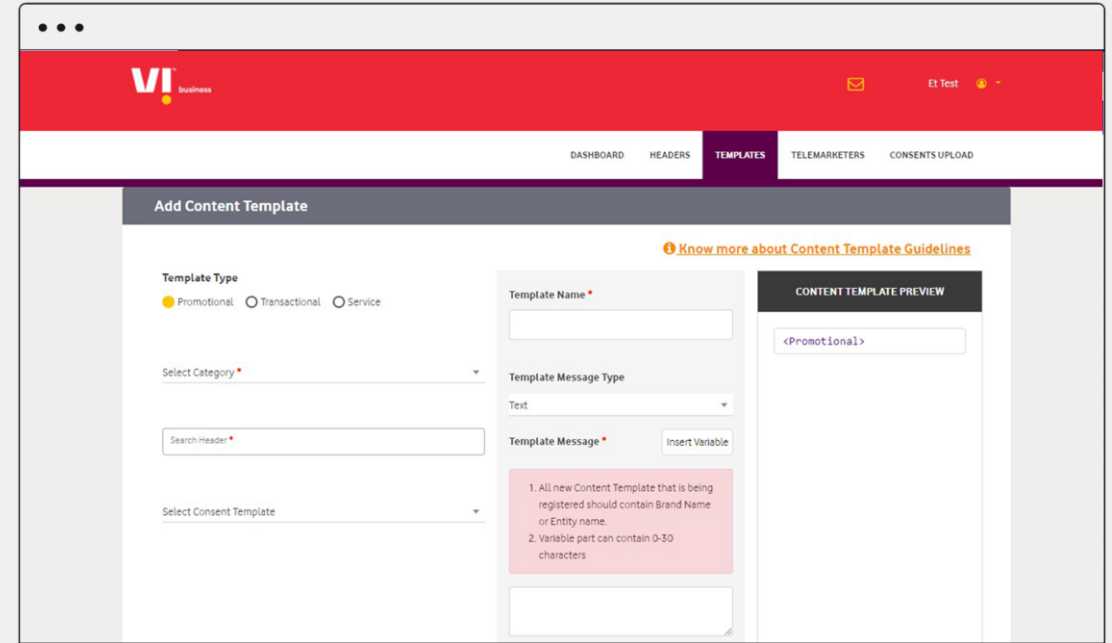 Vi™ business
Et Test
DASHBOARD HEADERS TEMPLATES TELEMARKETERS CONSENTS UPLOAD
Add Content Template
Know more about Content Template Guidelines
Template Type
Promotional Transactional Service
Select Category *
Search Header *
Select Consent Template
Template Name *
Template Message Type
Text
Template Message * Insert Variable
1. All new Content Template that is being
registered should contain Brand Name
or Entity name.
2. Variable part can contain 0-30
characters
CONTENT TEMPLATE PREVIEW
<Promotional>